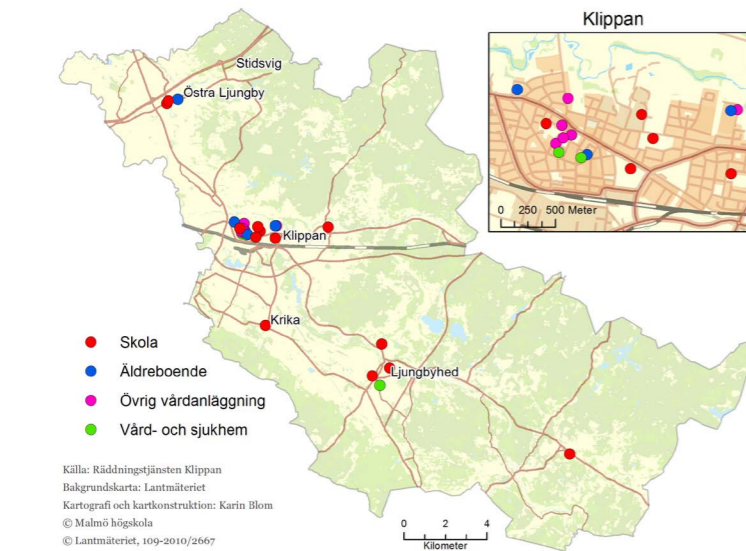 Klippan
Stidsvig
Östra Ljungby
0 250 500 Meter
Klippan
Krika
Ljungbyhed
Skola
Äldreboende
Övrig vårdanläggning
Vård- och sjukhem
Källa: Räddningstjänsten Klippan
Bakgrundskarta: Lantmäteriet
Kartografi och kartkonstruktion: Karin Blom
© Malmö högskola
© Lantmäteriet, 109-2010/2667
0 2 4
Kilometer